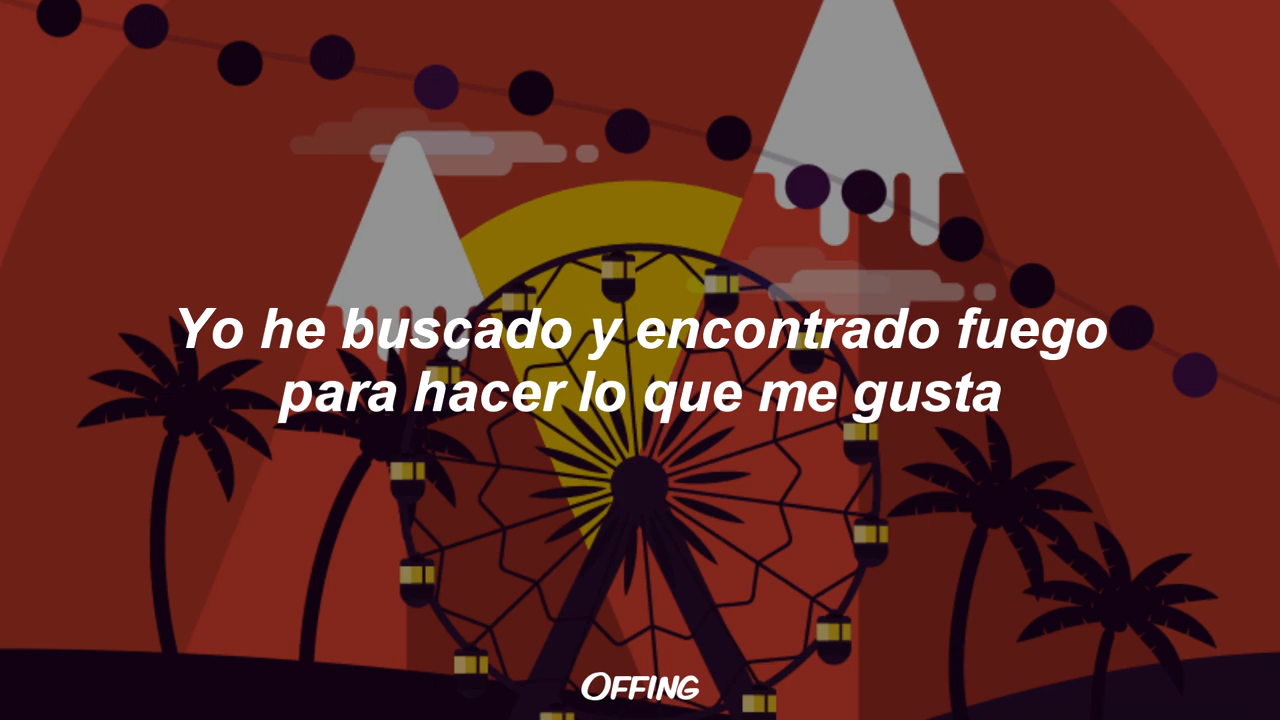 Yo he buscado y encontrado fuego
para hacer lo que me gusta
OFFING